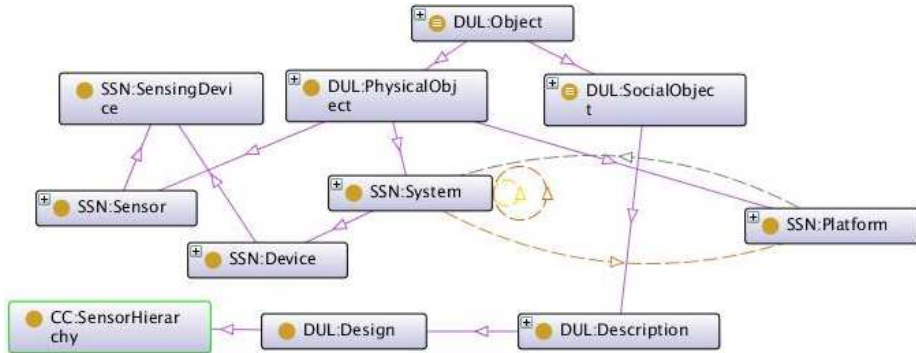 DUL:Object
SSN:SensingDevi
ce
DUL:PhysicalObj
ect
DUL:SocialObjec
t
SSN:Sensor
SSN:System
SSN:Platform
SSN:Device
CC:SensorHierar
chy
DUL:Design
DUL:Description